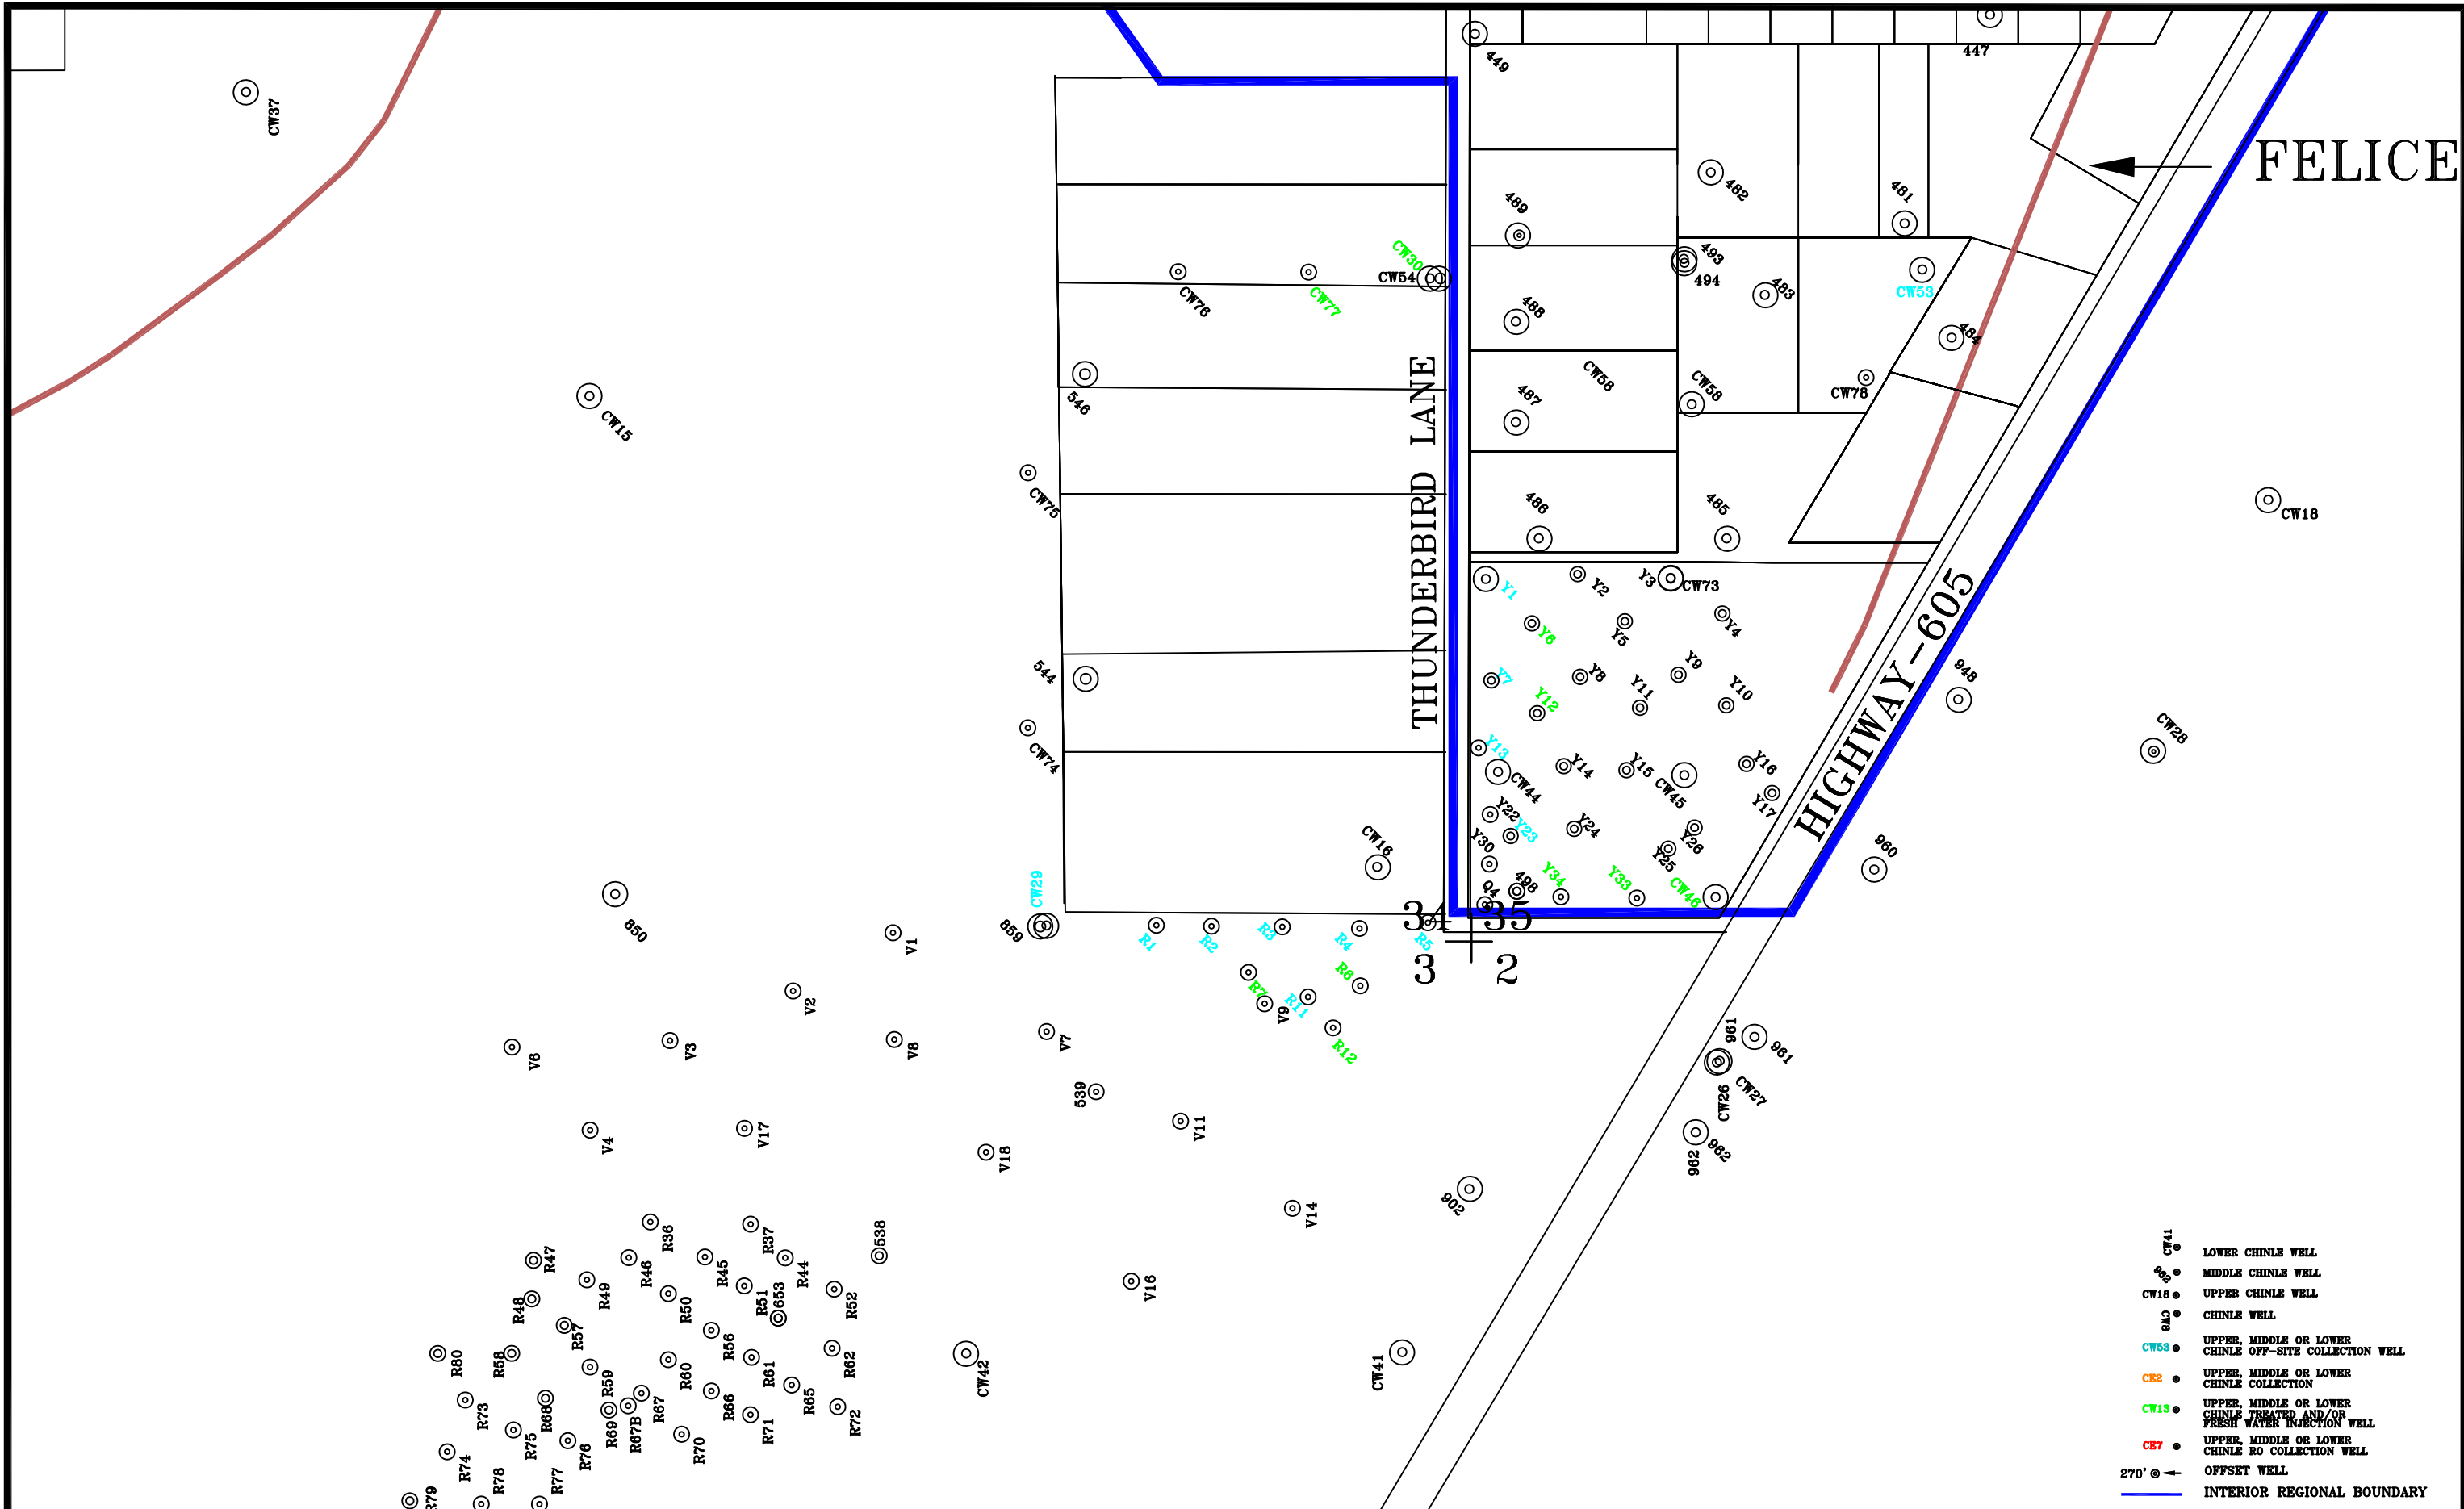 449
447
CW37
FELICE
482
481
489
CW30
493
CW54
494
483
CW53
CW76
CW77
488
484
CW58
CW58
CW78
546
487
CW15
THUNDERBIRD LANE
CW75
486
485
CW18
Y1
Y2
Y3
CW73
Y4
Y6
Y5
HIGHWAY-605
544
Y7
Y8
Y9
948
Y12
Y11
Y10
CW28
CW74
Y13
Y14
Y15
Y16
CW44
CW45
Y17
Y22
Y23
Y24
Y26
Y30
Y25
CW16
960
CW29
Q4
498
Y34
Y33
CW46
34
35
850
859
V1
R1
R2
R3
R4
R5
3
2
R6
R7
R11
V2
V9
V6
V3
V8
V7
R12
961
961
539
CW26
CW27
V4
V17
V11
V18
962
962
902
V14
R36
R37
538
R47
R46
R45
R44
R49
R50
R51
653
R52
V16
R48
R57
R56
R80
R58
R59
R60
R61
R62
CW42
CW41
R73
R68
R69
R67B
R67
R66
R65
R72
R75
R76
R70
R71
R74
R78
R77
R79
CW41 LOWER CHINLE WELL
962 MIDDLE CHINLE WELL
CW18 UPPER CHINLE WELL
CW8 CHINLE WELL
CW53 UPPER, MIDDLE OR LOWER
CHINLE OFF-SITE COLLECTION WELL
CE2 UPPER, MIDDLE OR LOWER
CHINLE COLLECTION
CW13 UPPER, MIDDLE OR LOWER
CHINLE TREATED AND/OR
FRESH WATER INJECTION WELL
CE7 UPPER, MIDDLE OR LOWER
CHINLE RO COLLECTION WELL
270' OFFSET WELL
INTERIOR REGIONAL BOUNDARY